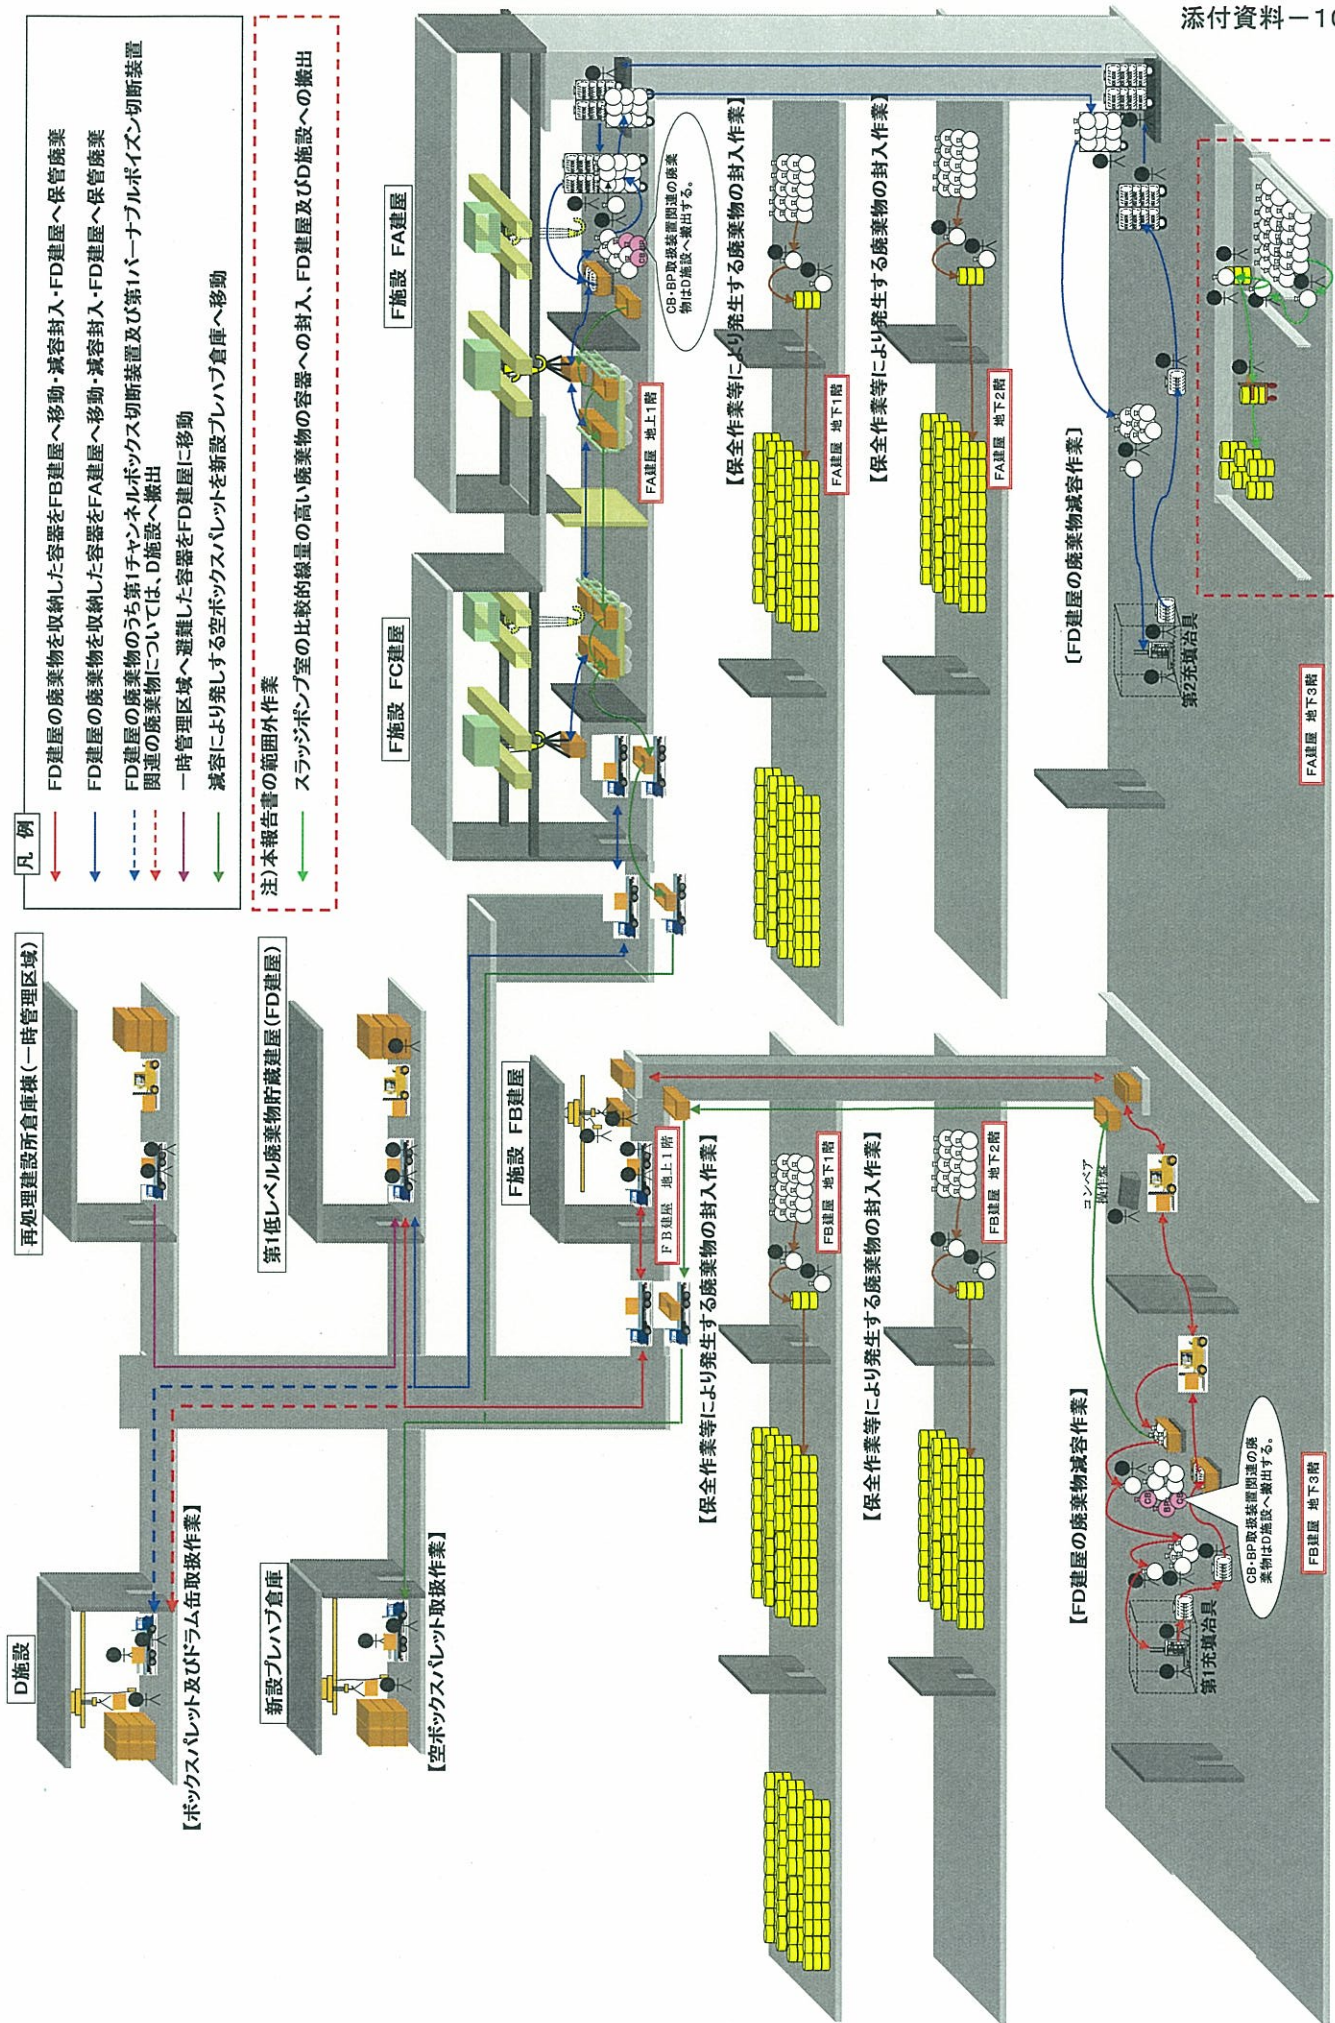 添付資料－10
凡 例
FD建屋の廃棄物を収納した容器をFB建屋へ移動・減容封入・FD建屋へ保管廃棄
FD建屋の廃棄物を収納した容器をFA建屋へ移動・減容封入・FD建屋へ保管廃棄
FD建屋の廃棄物のうち第1チャンネルボックス切断装置及び第1バーナブルポイズン切断装置
関連の廃棄物については、D施設へ搬出
一時管理区域へ避難した容器をFD建屋に移動
減容により発しする空ボックスパレットを新設プレハブ倉庫へ移動
注)本報告書の範囲外作業
スラッジポンプ室の比較的線量の高い廃棄物の容器への封入、FD建屋及びD施設への搬出
D施設
【ボックスパレット及びドラム缶取扱作業】
再処理建設所倉庫棟(一時管理区域)
新設プレハブ倉庫
【空ボックスパレット取扱作業】
第1低レベル廃棄物貯蔵建屋(FD建屋)
F施設 FC建屋
F施設 FA建屋
CB・BP取扱装置関連の廃棄
物はD施設へ搬出する。
CB・BP
FA建屋 地上1階
F施設 FB建屋
FB建屋 地上1階
【保全作業等により発生する廃棄物の封入作業】
FB建屋 地下1階
【保全作業等により発生する廃棄物の封入作業】
FA建屋 地下1階
【保全作業等により発生する廃棄物の封入作業】
FB建屋 地下2階
【保全作業等により発生する廃棄物の封入作業】
FA建屋 地下2階
【FD建屋の廃棄物減容作業】
第1充填冶具
CB
BP
CB
CB・BP取扱装置関連の廃
棄物はD施設へ搬出する。
コンベア
操作盤
FB建屋 地下3階
【FD建屋の廃棄物減容作業】
第2充填冶具
FA建屋 地下3階